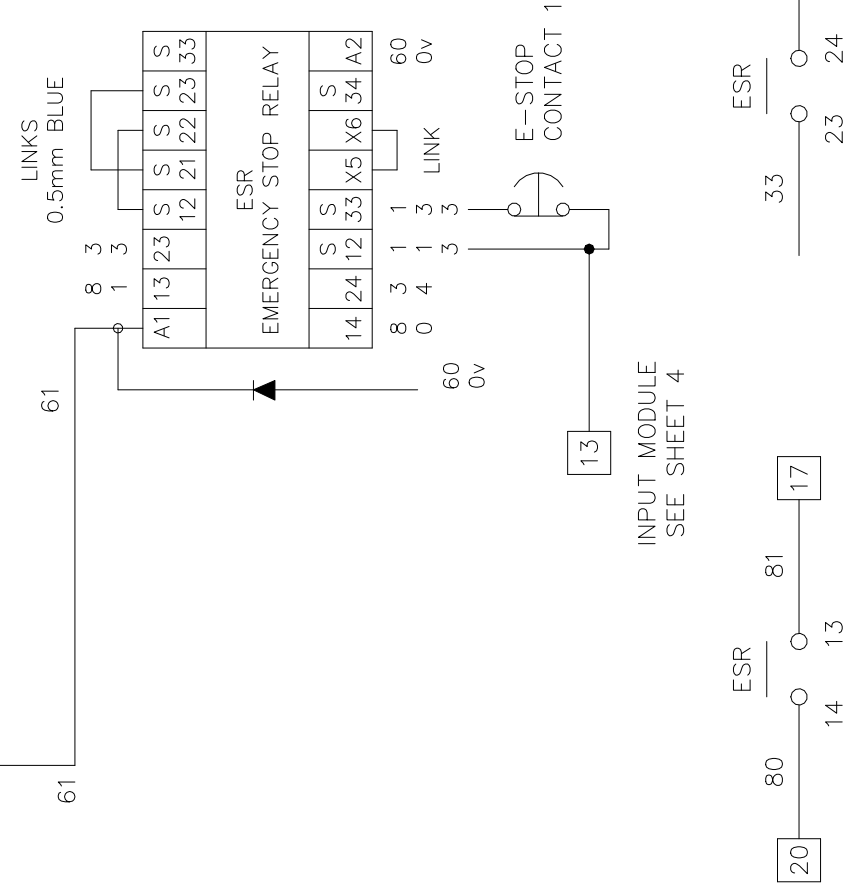 LINKS
0.5mm BLUE
61
61
8 3
1 3
S S S S S
A1 13 23 12 21 22 23 33
ESR
EMERGENCY STOP RELAY
S S S
14 24 12 33 X5 X6 34 A2
8 3 1 1
0 4 1 3
3 3
LINK
60
0v
60
0v
E-STOP
CONTACT 1
13
INPUT MODULE
SEE SHEET 4
ESR
20 80 81 17
14 13
ESR
33
23 24